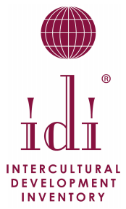 idi®
INTERCULTURAL
DEVELOPMENT
INVENTORY